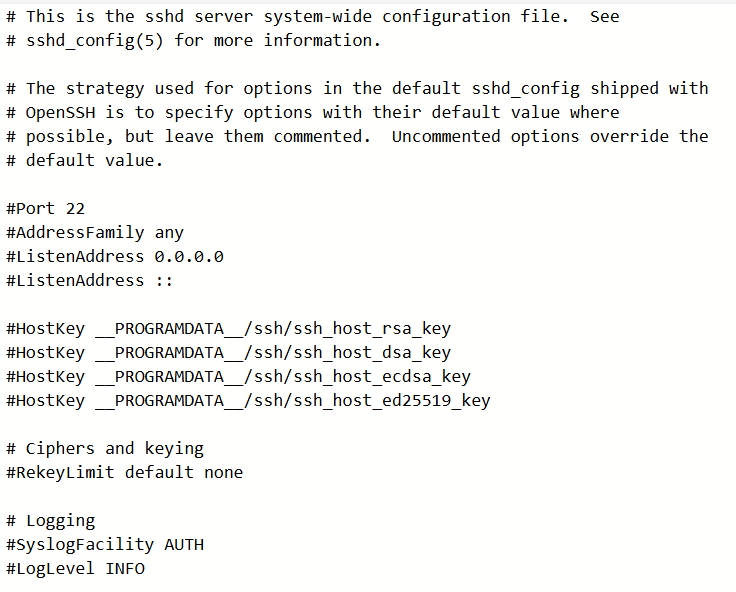 # This is the sshd server system-wide configuration file.  See
# sshd_config(5) for more information.

# The strategy used for options in the default sshd_config shipped with
# OpenSSH is to specify options with their default value where
# possible, but leave them commented.  Uncommented options override the
# default value.

#Port 22
#AddressFamily any
#ListenAddress 0.0.0.0
#ListenAddress ::

#HostKey __PROGRAMDATA__/ssh/ssh_host_rsa_key
#HostKey __PROGRAMDATA__/ssh/ssh_host_dsa_key
#HostKey __PROGRAMDATA__/ssh/ssh_host_ecdsa_key
#HostKey __PROGRAMDATA__/ssh/ssh_host_ed25519_key

# Ciphers and keying
#RekeyLimit default none

# Logging
#SyslogFacility AUTH
#LogLevel INFO